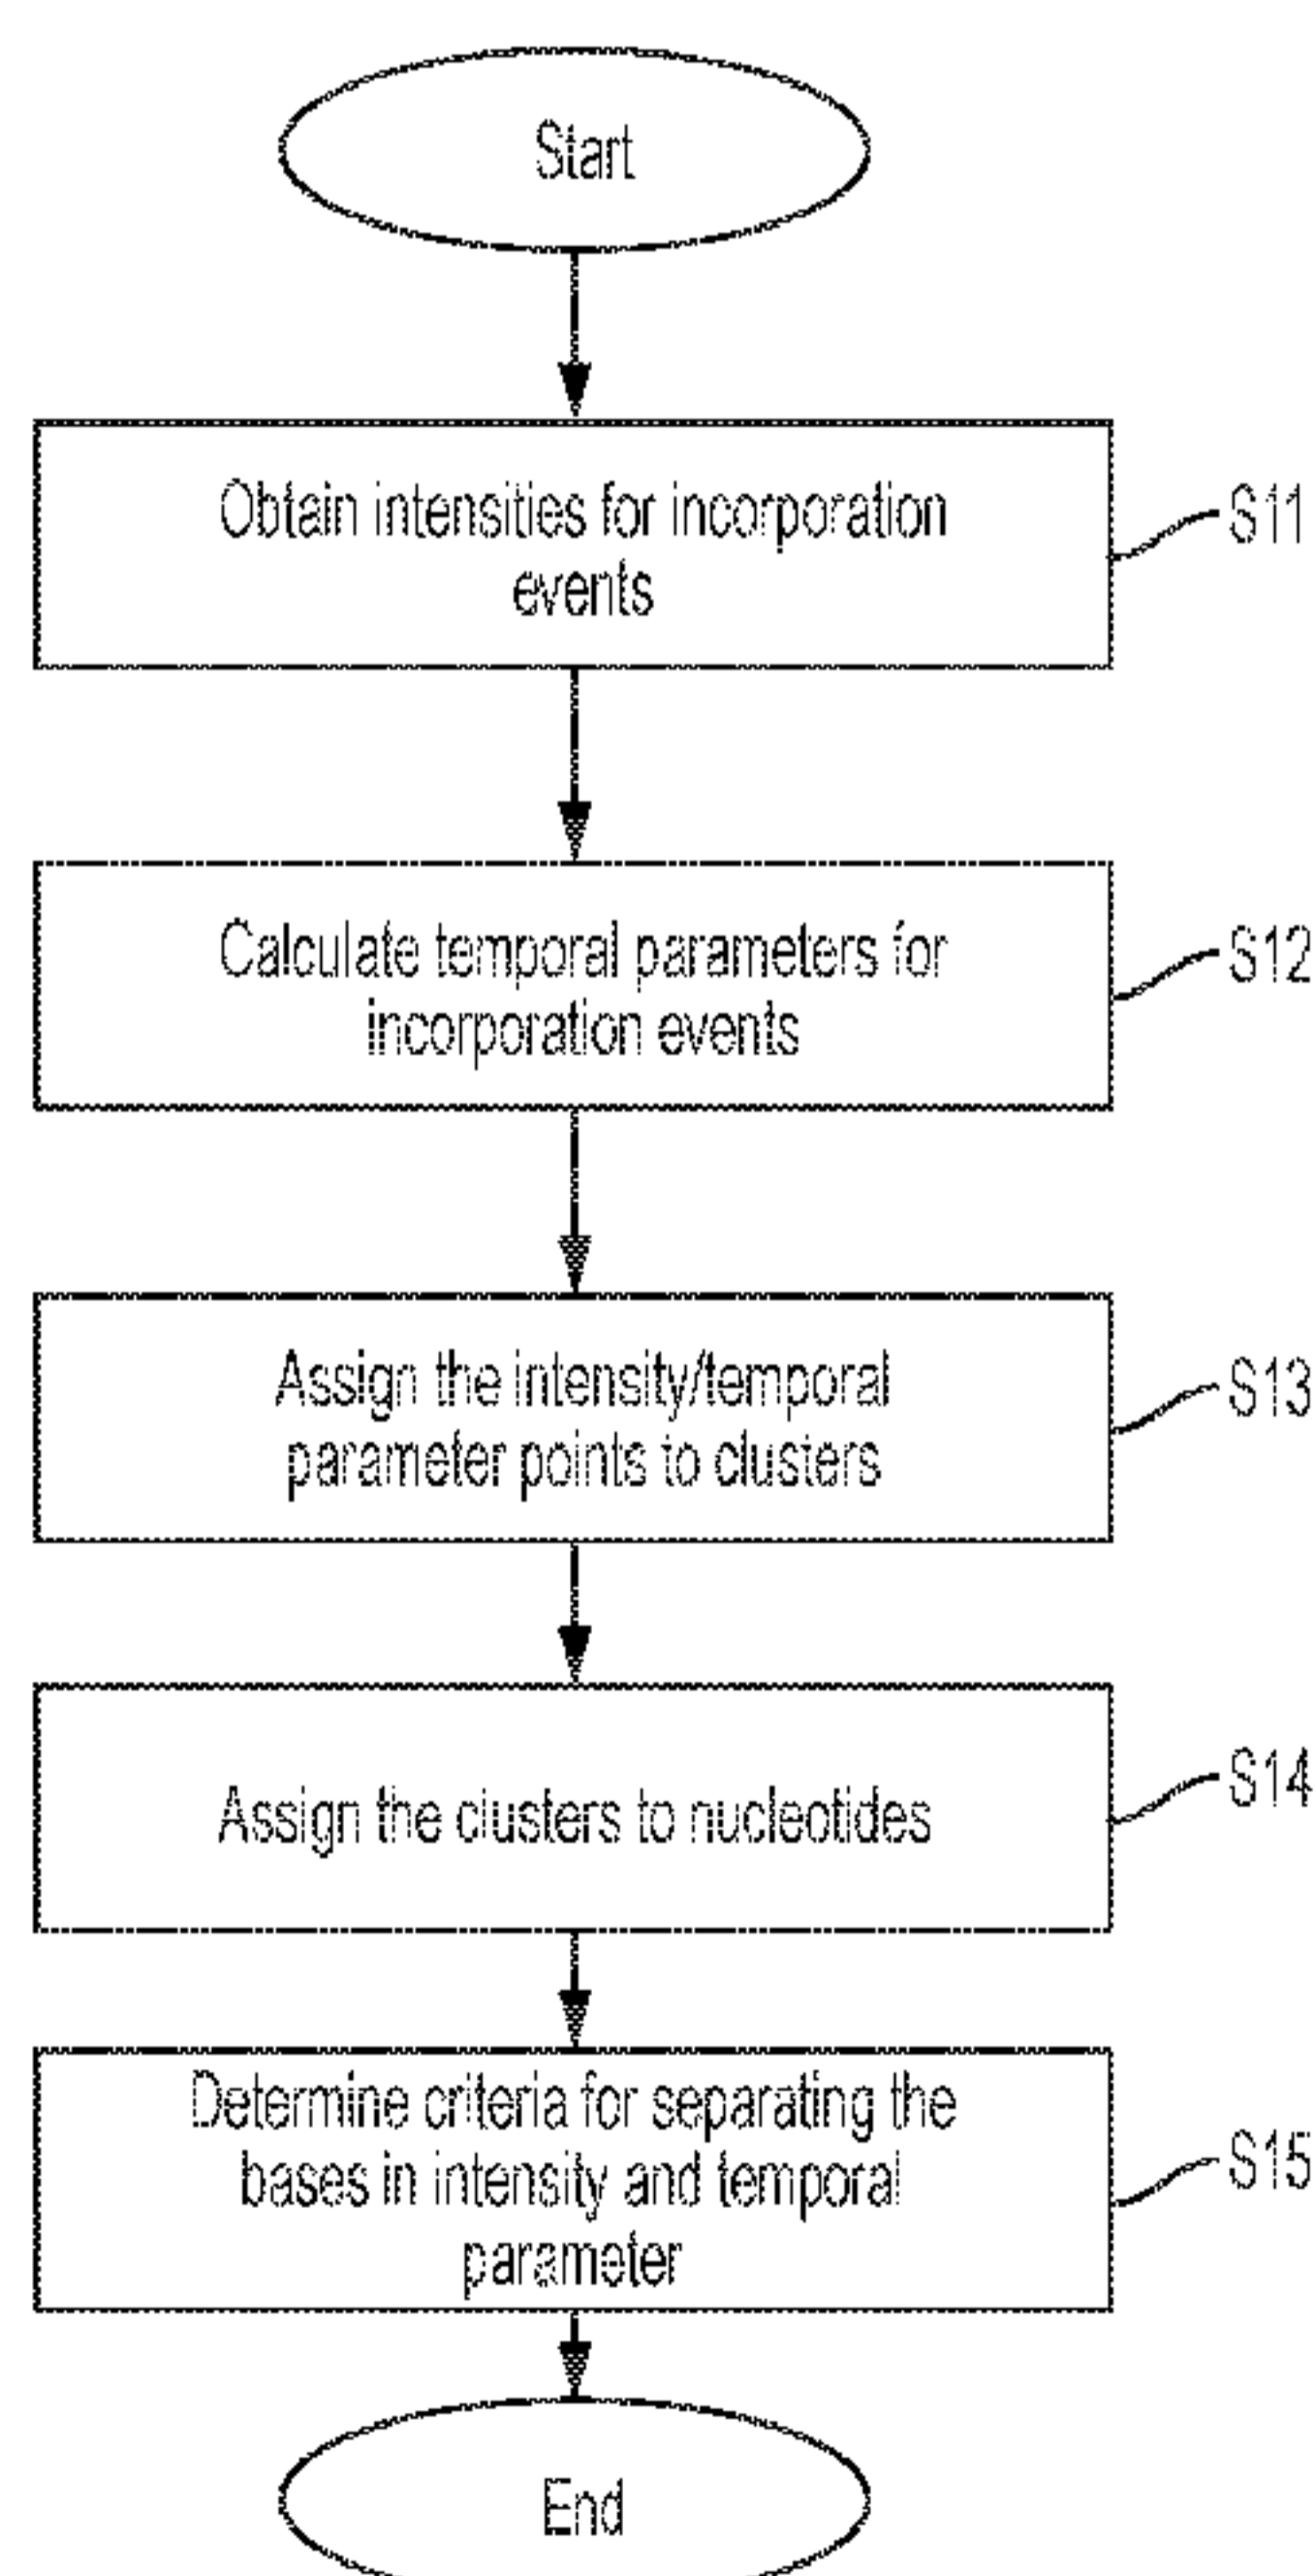 Start
Obtain intensities for incorporation
events
S11
Calculate temporal parameters for
incorporation events
S12
Assign the intensity/temporal
parameter points to clusters
S13
Assign the clusters to nucleotides
S14
Determine criteria for separating the
bases in intensity and temporal
parameter
S15
End